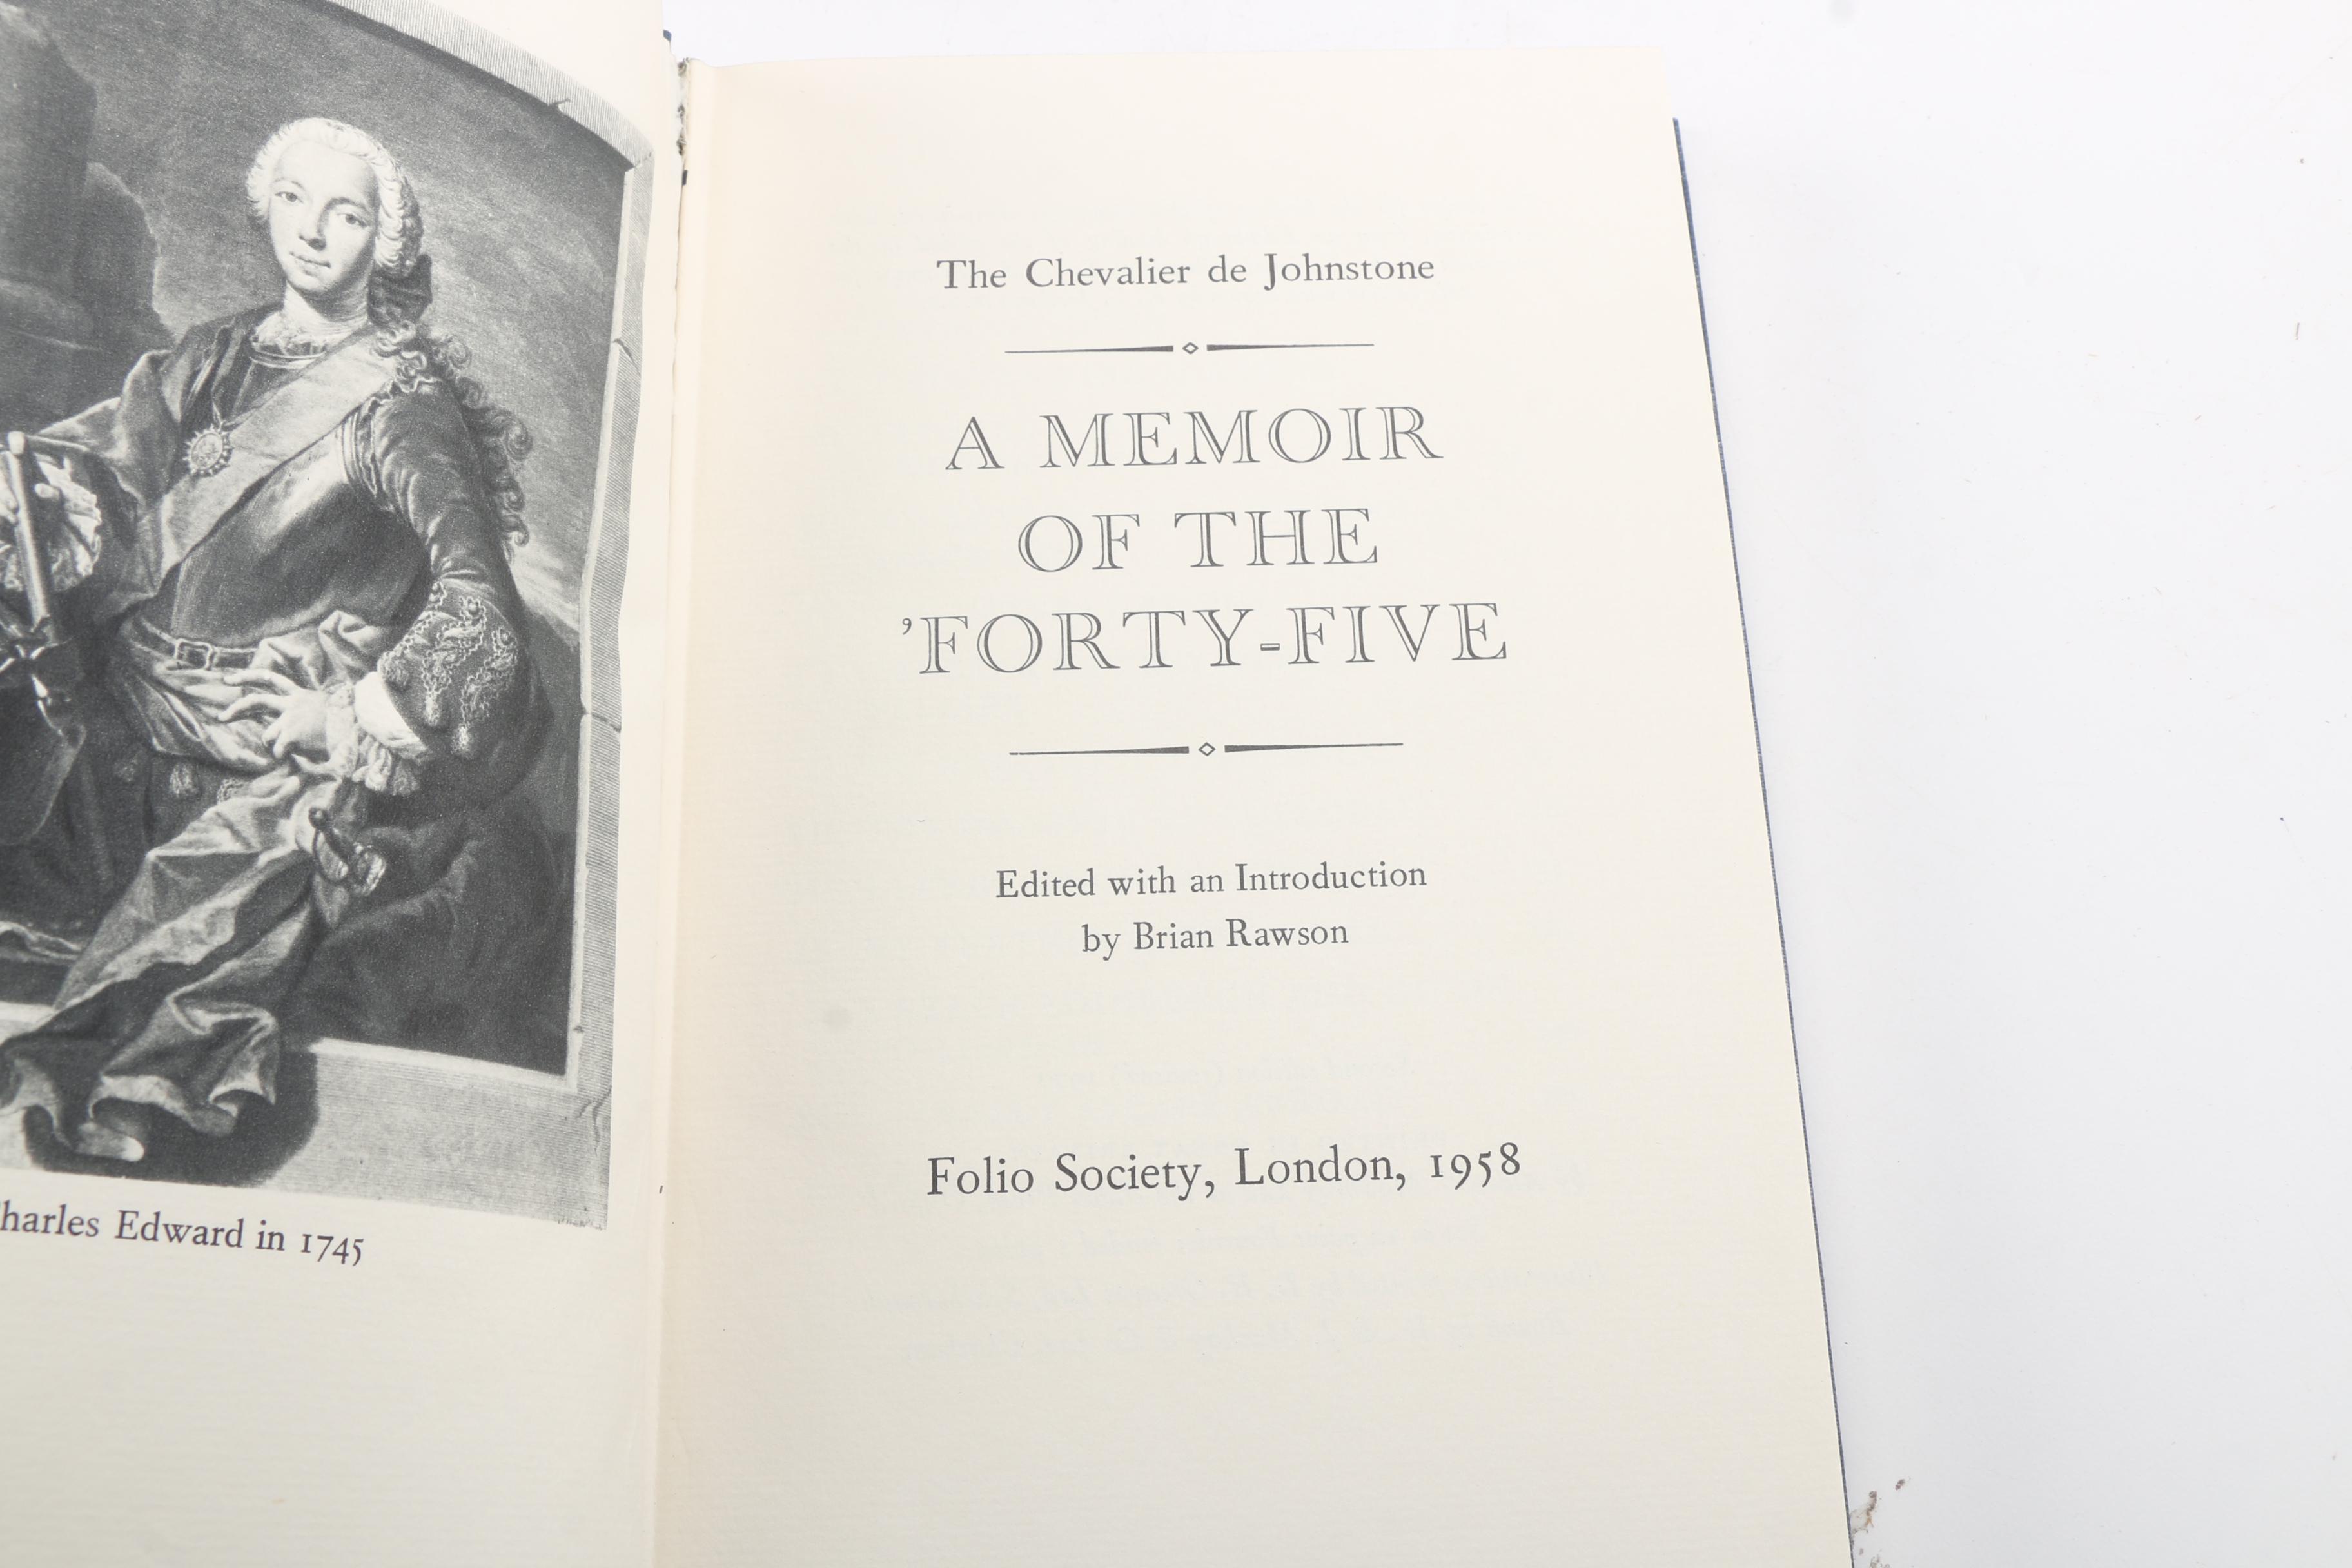 harles Edward in 1745
The Chevalier de Johnstone
A MEMOIR
OF THE
’FORTY-FIVE
Edited with an Introduction
by Brian Rawson
Folio Society, London, 1958